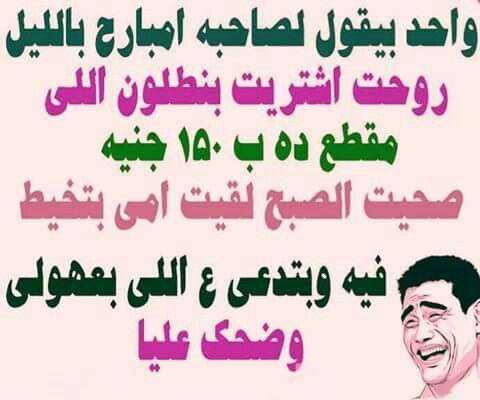 واحد بيقول لصاحبه امبارح بالليل
روحت اشتريت بنطلون اللى
مقطع ده ب ١٥٠ جنيه
صحيت الصبح لقيت امى بتخيط
فيه وبتدعى ع اللى بعهولى
وضحك عليا